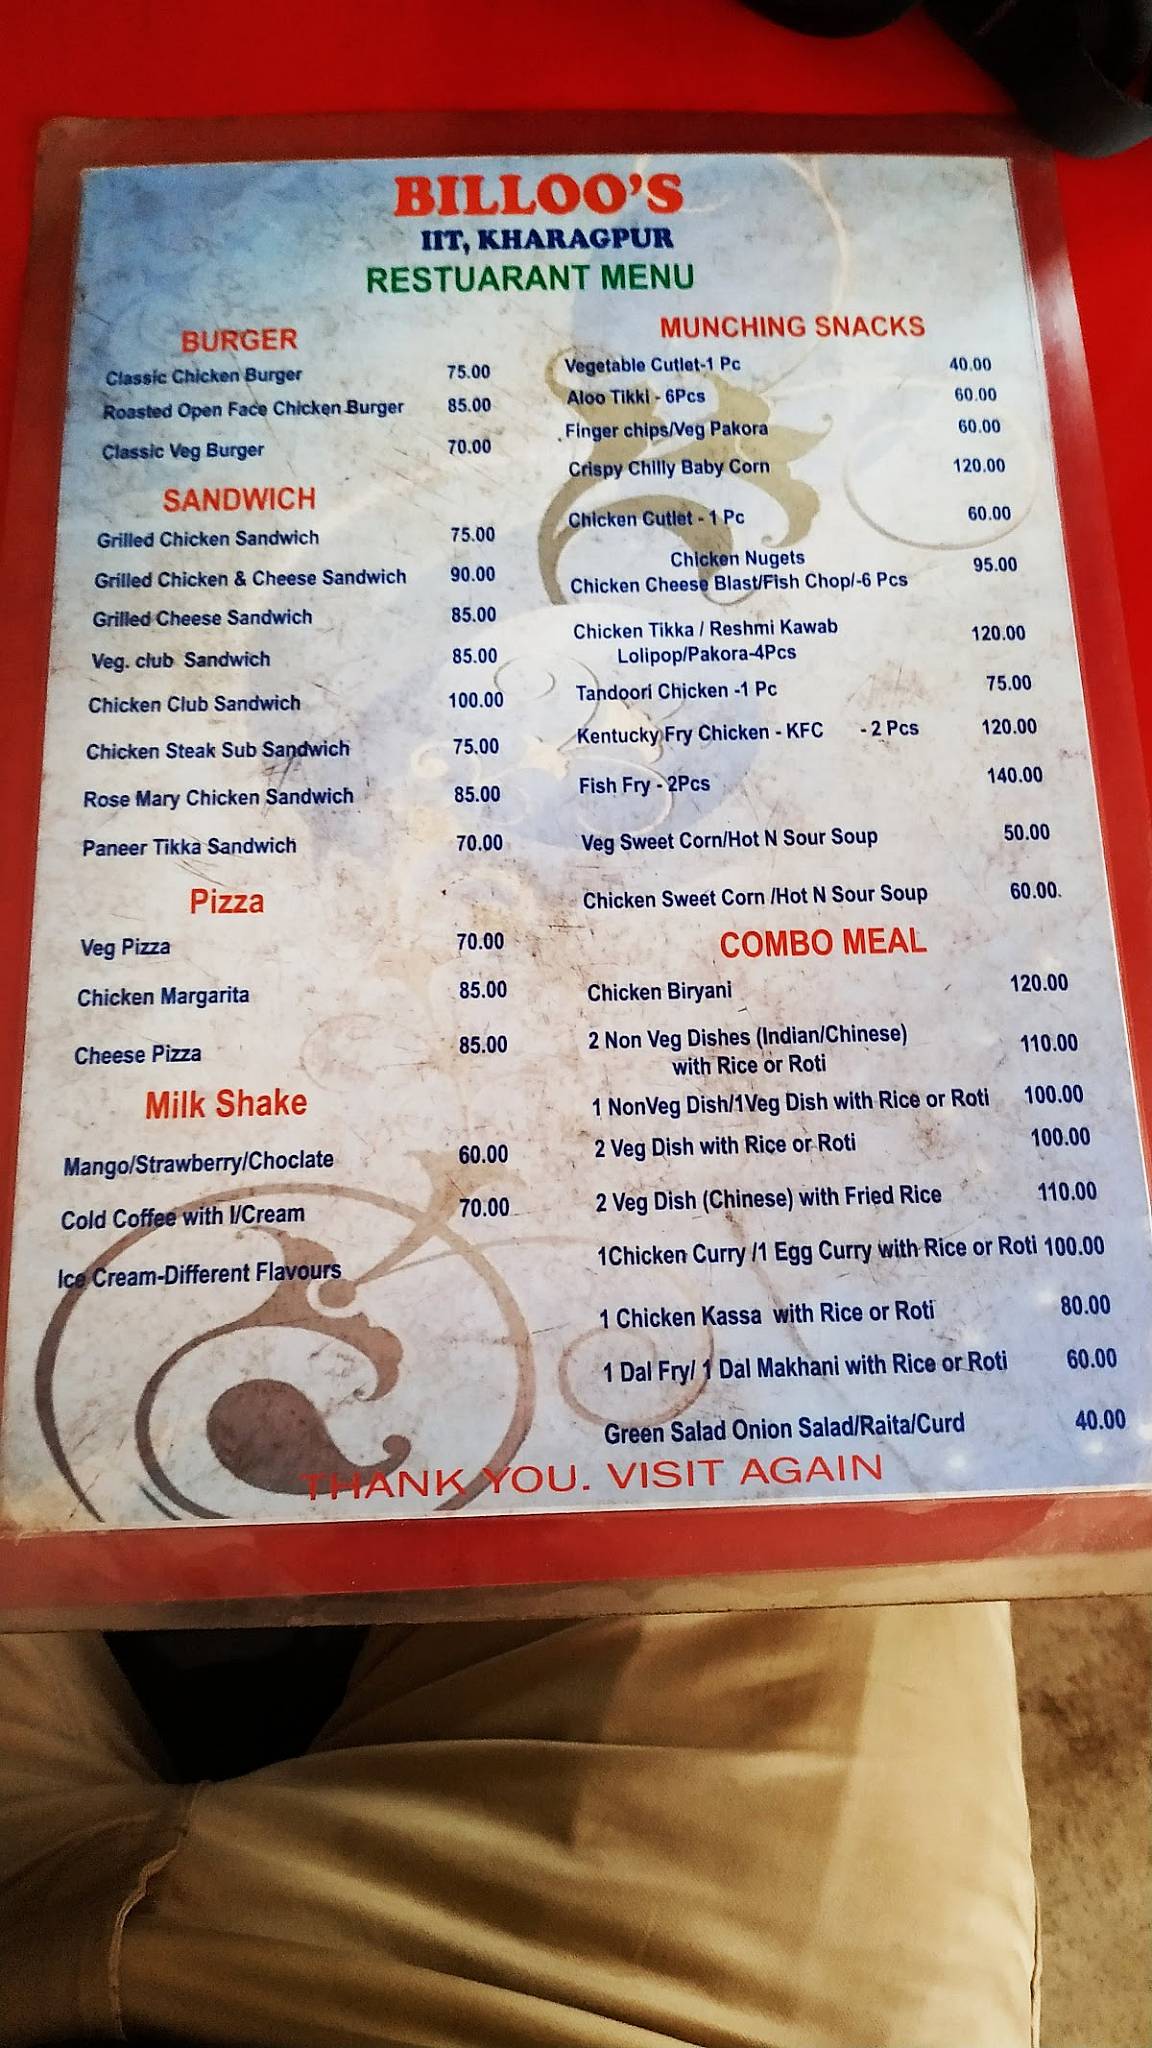 BILLOO'S
IIT, KHARAGPUR
RESTUARANT MENU
BURGER
Classic Chicken Burger 75.00
Roasted Open Face Chicken Burger 85.00
Classic Veg Burger 70.00
SANDWICH
Grilled Chicken Sandwich 75.00
Grilled Chicken & Cheese Sandwich 90.00
Grilled Cheese Sandwich 85.00
Veg. club Sandwich 85.00
Chicken Club Sandwich 100.00
Chicken Steak Sub Sandwich 75.00
Rose Mary Chicken Sandwich 85.00
Paneer Tikka Sandwich 70.00
Pizza
Veg Pizza 70.00
Chicken Margarita 85.00
Cheese Pizza 85.00
Milk Shake
Mango/Strawberry/Choclate 60.00
Cold Coffee with I/Cream 70.00
Ice Cream-Different Flavours
MUNCHING SNACKS
Vegetable Cutlet-1 Pc 40.00
Aloo Tikki - 6Pcs 60.00
Finger chips/Veg Pakora 60.00
Crispy Chilly Baby Corn 120.00
Chicken Cutlet - 1 Pc 60.00
Chicken Nugets
Chicken Cheese Blast/Fish Chop/-6 Pcs 95.00
Chicken Tikka / Reshmi Kawab 120.00
Lolipop/Pakora-4Pcs
Tandoori Chicken -1 Pc 75.00
Kentucky Fry Chicken - KFC - 2 Pcs 120.00
Fish Fry - 2Pcs 140.00
Veg Sweet Corn/Hot N Sour Soup 50.00
Chicken Sweet Corn /Hot N Sour Soup 60.00.
COMBO MEAL
Chicken Biryani 120.00
2 Non Veg Dishes (Indian/Chinese) 110.00
with Rice or Roti
1 NonVeg Dish/1Veg Dish with Rice or Roti 100.00
2 Veg Dish with Rice or Roti 100.00
2 Veg Dish (Chinese) with Fried Rice 110.00
1Chicken Curry /1 Egg Curry with Rice or Roti 100.00
1 Chicken Kassa with Rice or Roti 80.00
1 Dal Fry/ 1 Dal Makhani with Rice or Roti 60.00
Green Salad Onion Salad/Raita/Curd 40.00
THANK YOU. VISIT AGAIN